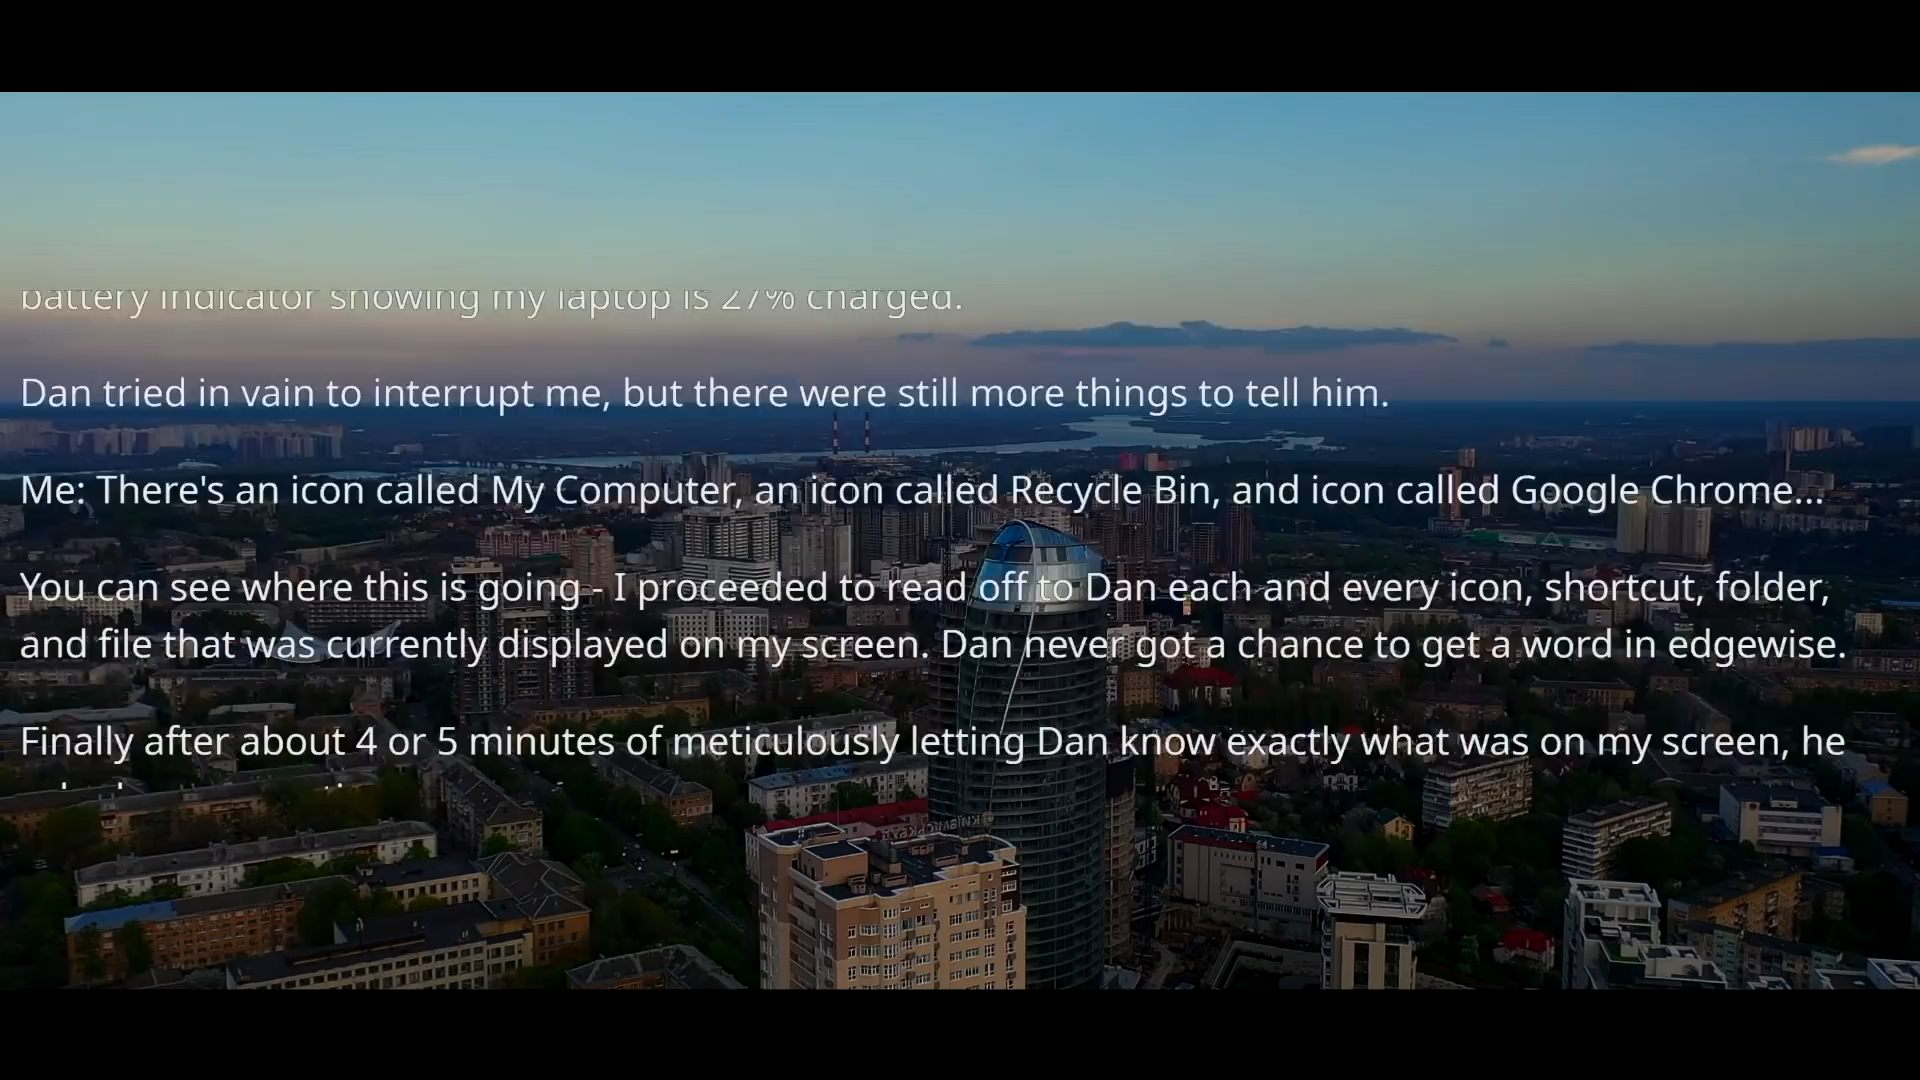 battery indicator showing my laptop is 27% charged.
Dan tried in vain to interrupt me, but there were still more things to tell him.
Me: There's an icon called My Computer, an icon called Recycle Bin, and icon called Google Chrome...
You can see where this is going - I proceeded to read off to Dan each and every icon, shortcut, folder,
and file that was currently displayed on my screen. Dan never got a chance to get a word in edgewise.
Finally after about 4 or 5 minutes of meticulously letting Dan know exactly what was on my screen, he